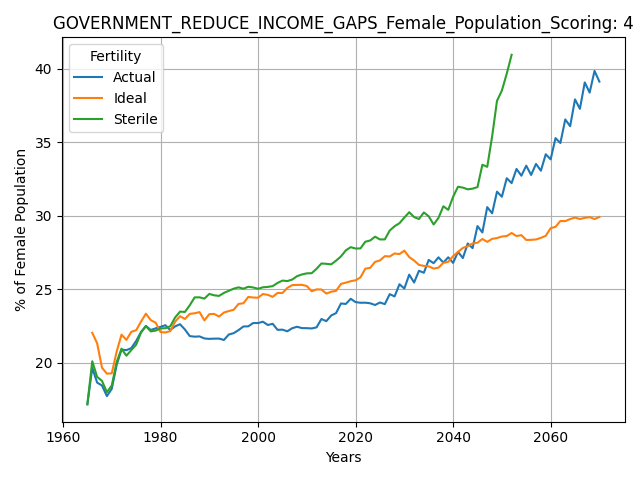 GOVERNMENT_REDUCE_INCOME_GAPS_Female_Population_Scoring: 4
Fertility
Actual
Ideal
Sterile
% of Female Population
40
35
30
25
20
1960 1980 2000 2020 2040 2060
Years